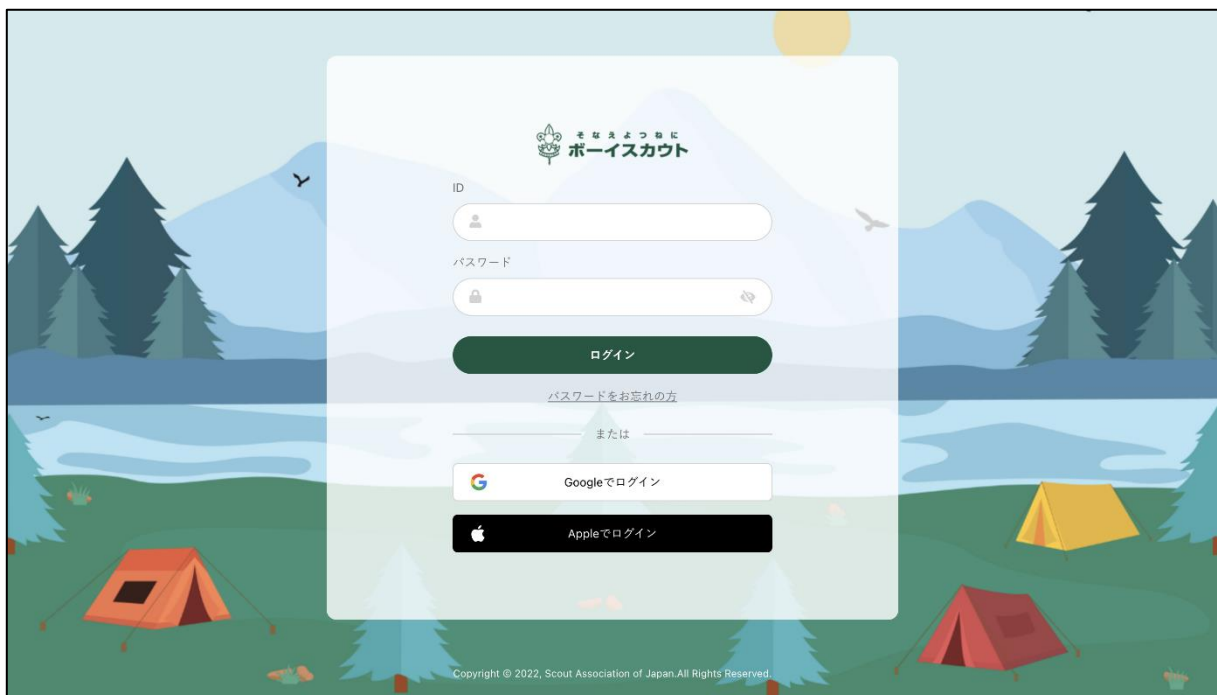 そなえよつねに
ボーイスカウト
ID
パスワード
ログイン
パスワードをお忘れの方
または
Googleでログイン
Appleでログイン
Copyright © 2022, Scout Association of Japan.All Rights Reserved.